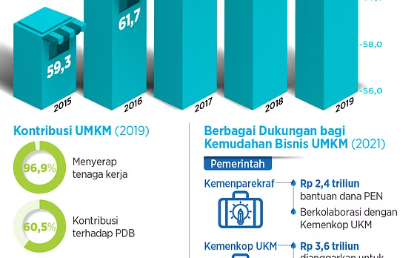 59,3
61,7
58,0
56,0
2015
2016
2017
2018
2019
Kontribusi UMKM (2019)
96,9%
Menyerap
tenaga kerja
60,5%
Kontribusi
terhadap PDB
Berbagai Dukungan bagi
Kemudahan Bisnis UMKM (2021)
Pemerintah
Kemenparekraf
Rp 2,4 triliun
bantuan dana PEN
Berkolaborasi dengan
Kemenkop UKM
Kemenkop UKM
Rp 3,6 triliun
dianggarkan untuk